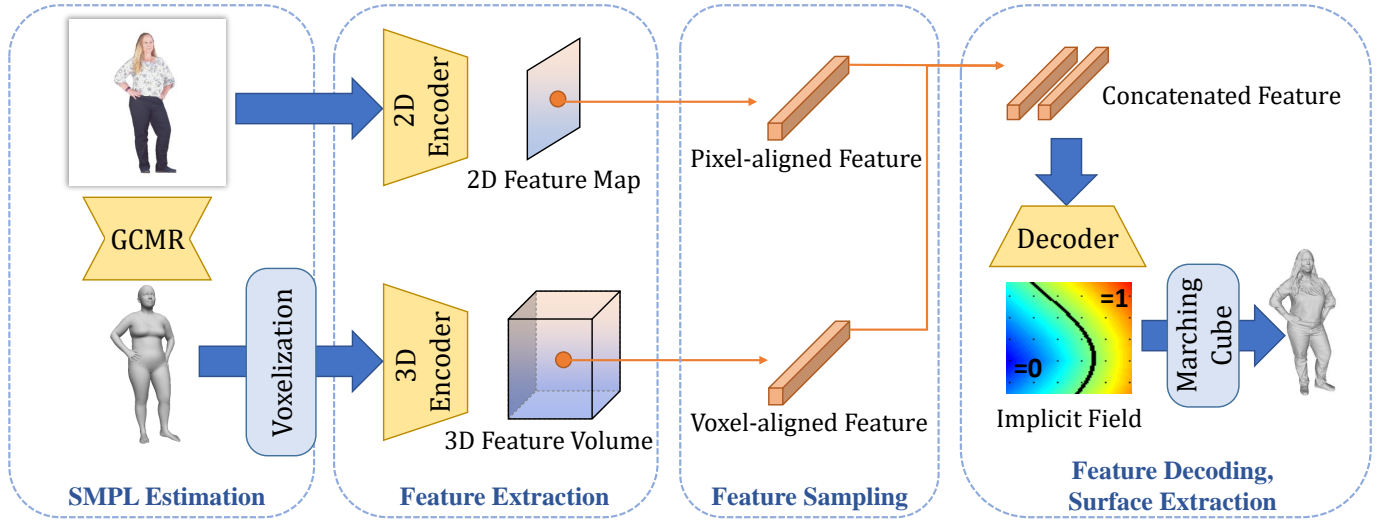 GCMR
Voxelization
SMPL Estimation
2D
Encoder
2D Feature Map
3D
Encoder
3D Feature Volume
Feature Extraction
Pixel-aligned Feature
Voxel-aligned Feature
Feature Sampling
Concatenated Feature
Decoder
=1
=0
Implicit Field
Marching
Cube
Feature Decoding,
Surface Extraction